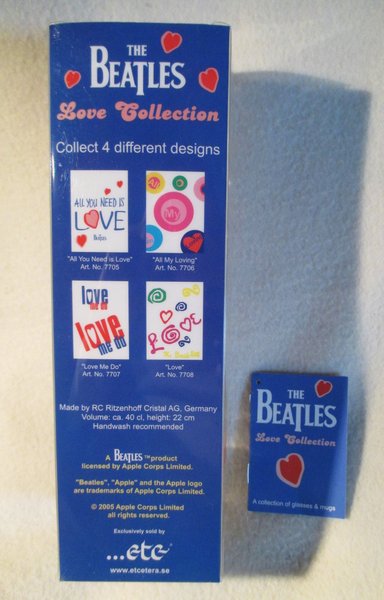 THE
BEATLES
Love Collection
Collect 4 different designs
ALL YOU NEED IS
LOVE
Beatles
My
"All You Need is Love"
Art. No. 7705
"All My Loving"
Art. No. 7706
love
me do
love
me do
LOVE
"Love Me Do"
Art. No. 7707
"Love"
Art. No. 7708
Made by RC Ritzenhoff Cristal AG, Germany
Volume: ca. 40 cl, height: 22 cm
Handwash recommended
A BEATLES™product
licensed by Apple Corps Limited.
"Beatles", "Apple" and the Apple logo
are trademarks of Apple Corps Limited.
© 2005 Apple Corps Limited
all rights reserved.
Exclusively sold by
...etc
www.etcetera.se
THE
BEATLES
Love Collection
A collection of glasses & mugs